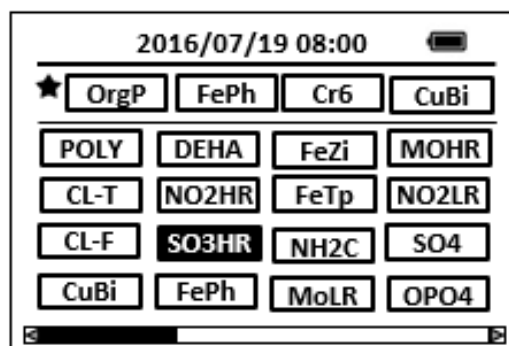 2016/07/19 08:00
OrgP FePh Cr6 CuBi
POLY DEHA FeZi MOHR
CL-T NO2HR FeTp NO2LR
CL-F SO3HR NH2C SO4
CuBi FePh MoLR OPO4